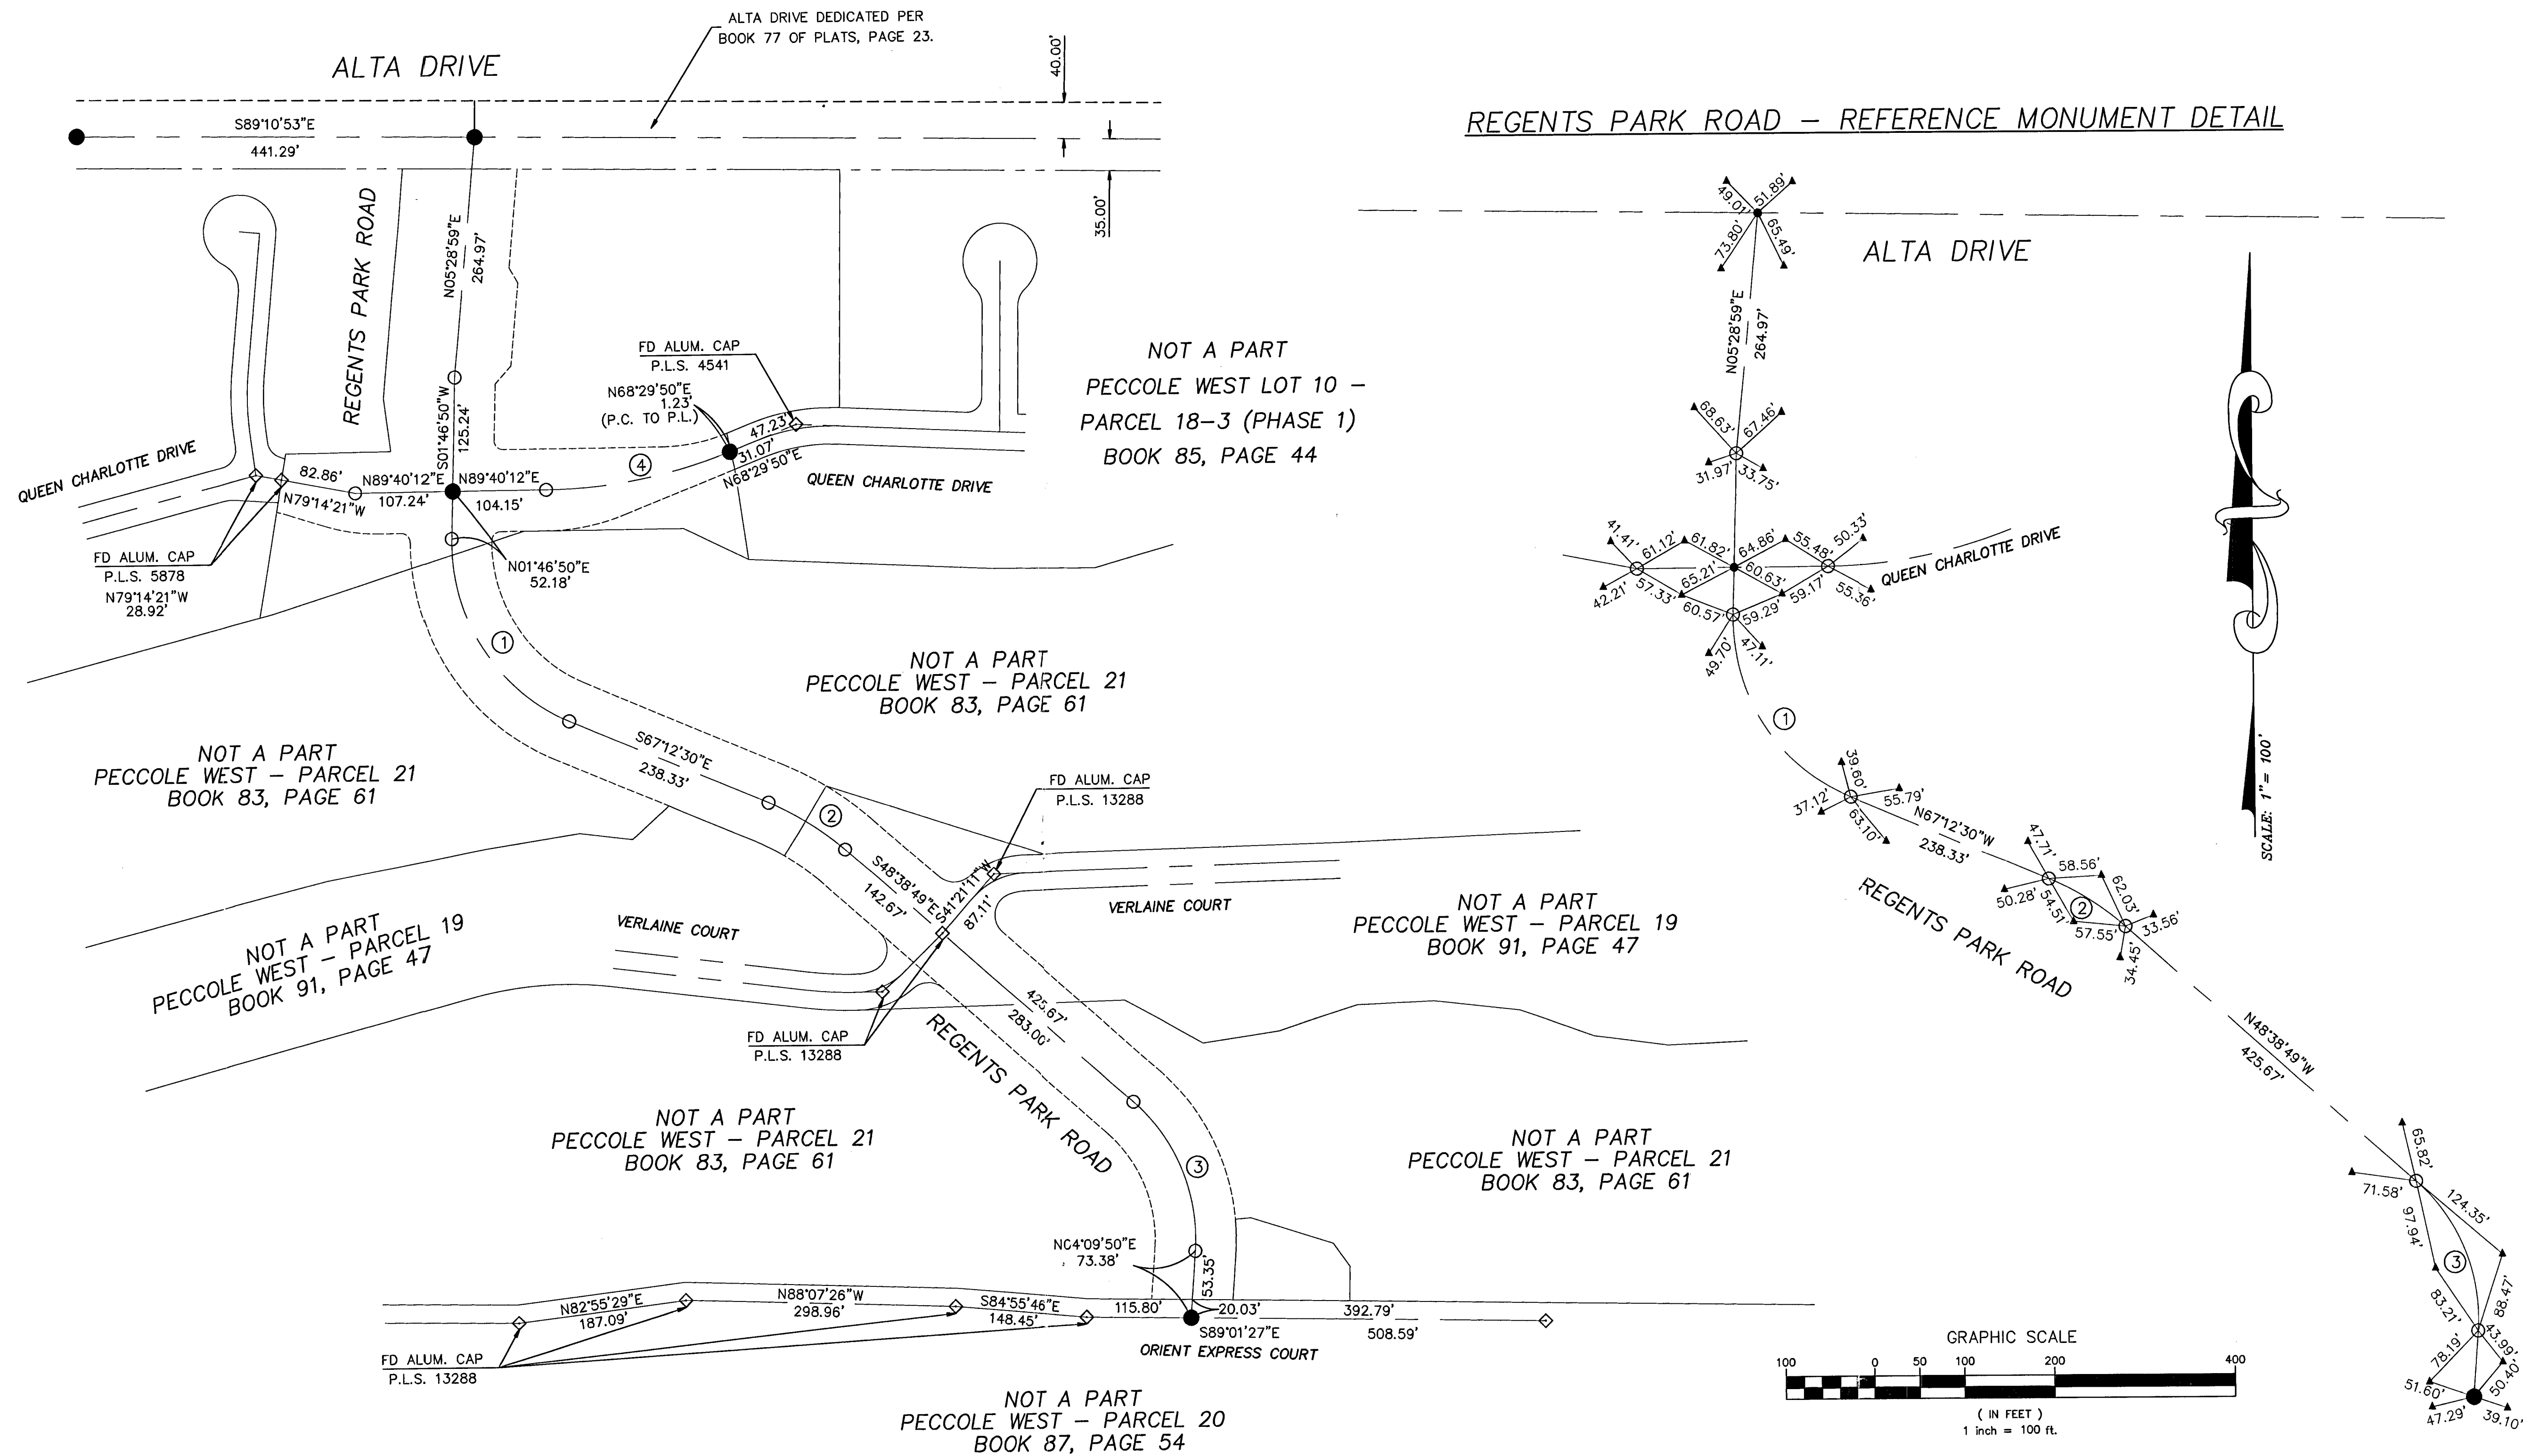 ALTA DRIVE DEDICATED PER
BOOK 77 OF PLATS, PAGE 23.
ALTA DRIVE
40.00'
S89°10'53"E
441.29'
35.00'
REGENTS PARK ROAD
N05°28'59"E
264.97'
FD ALUM. CAP
P.L.S. 4541
N68°29'50"E
1.23'
(P.C. TO P.L.)
47.23'
31.07'
N68°29'50"E
S01°46'50"W
125.24'
QUEEN CHARLOTTE DRIVE
82.86'
N79°14'21"W
N89°40'12"E
107.24'
N89°40'12"E
104.15'
4
QUEEN CHARLOTTE DRIVE
FD ALUM. CAP
P.L.S. 5878
N79°14'21"W
28.92'
N01°46'50"E
52.18'
NOT A PART
PECCOLE WEST LOT 10 –
PARCEL 18–3 (PHASE 1)
BOOK 85, PAGE 44
1
NOT A PART
PECCOLE WEST – PARCEL 21
BOOK 83, PAGE 61
NOT A PART
PECCOLE WEST – PARCEL 21
BOOK 83, PAGE 61
S67°12'30"E
238.33'
2
FD ALUM. CAP
P.L.S. 13288
S48°38'49"E
142.67'
S41°21'11"W
87.11'
VERLAINE COURT
VERLAINE COURT
NOT A PART
PECCOLE WEST – PARCEL 19
BOOK 91, PAGE 47
NOT A PART
PECCOLE WEST – PARCEL 19
BOOK 91, PAGE 47
FD ALUM. CAP
P.L.S. 13288
425.67'
283.00'
REGENTS PARK ROAD
NOT A PART
PECCOLE WEST – PARCEL 21
BOOK 83, PAGE 61
NOT A PART
PECCOLE WEST – PARCEL 21
BOOK 83, PAGE 61
3
N04°09'50"E
73.38'
53.35'
N82°55'29"E
187.09'
N88°07'26"W
298.96'
S84°55'46"E
148.45'
115.80'
20.03'
392.79'
S89°01'27"E
508.59'
ORIENT EXPRESS COURT
FD ALUM. CAP
P.L.S. 13288
NOT A PART
PECCOLE WEST – PARCEL 20
BOOK 87, PAGE 54
REGENTS PARK ROAD – REFERENCE MONUMENT DETAIL
49.01'
51.89'
73.80'
65.49'
ALTA DRIVE
N05°28'59"E
264.97'
68.63'
67.46'
31.97'
33.75'
41.41'
61.12'
61.82'
64.86'
55.48'
50.33'
QUEEN CHARLOTTE DRIVE
42.21'
57.33'
65.21'
60.63'
59.17'
55.36'
60.57'
59.29'
49.70'
47.11'
1
39.60'
37.12'
55.79'
63.10'
N67°12'30"W
238.33'
47.71'
58.56'
62.03'
50.28'
54.51'
2
57.55'
33.56'
34.45'
REGENTS PARK ROAD
N48°38'49"W
425.67'
65.82'
71.58'
124.35'
97.94'
3
83.21'
88.47'
78.19'
43.99'
51.60'
50.40'
47.29'
39.10'
SCALE: 1"= 100'
GRAPHIC SCALE
100 0 50 100 200 400
( IN FEET )
1 inch = 100 ft.